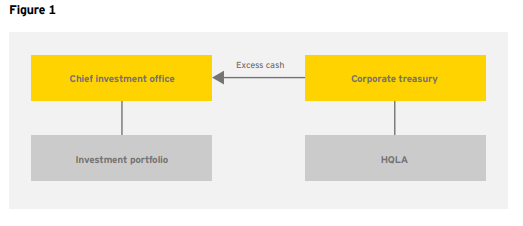 Figure 1
Excess cash
Chief investment office
Corporate treasury
Investment portfolio
HQLA